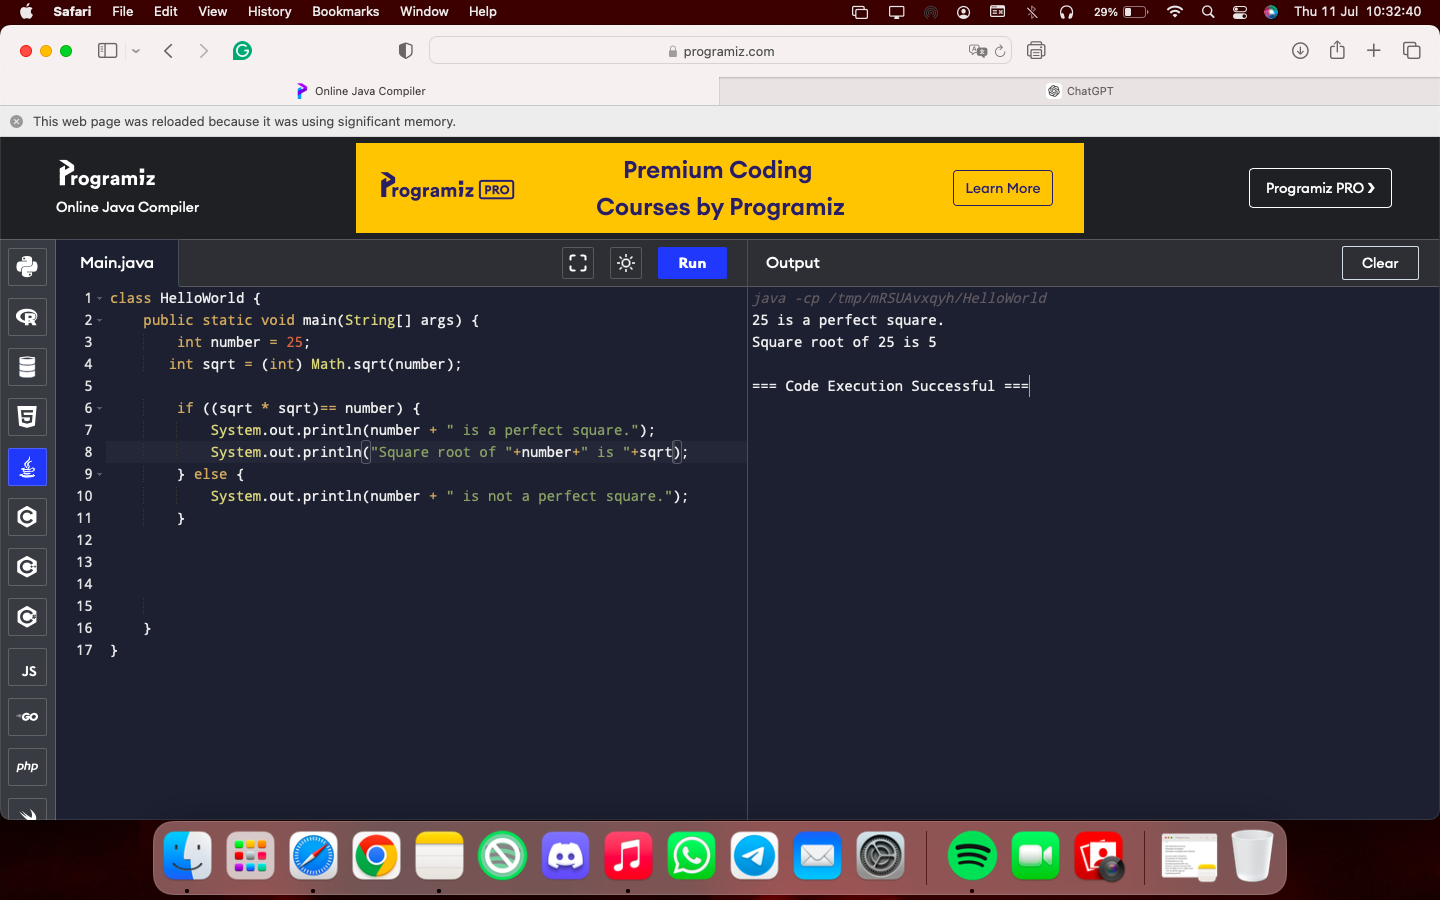 Safari File Edit View History Bookmarks Window Help 29% Thu 11 Jul 10:32:40
programiz.com
Online Java Compiler
ChatGPT
This web page was reloaded because it was using significant memory.
Programiz
Online Java Compiler
Programiz PRO
Premium Coding
Courses by Programiz
Learn More
Programiz PRO ❯
Main.java
Run
Output
Clear
1 class HelloWorld {
2     public static void main(String[] args) {
3         int number = 25;
4        int sqrt = (int) Math.sqrt(number);
5
6         if ((sqrt * sqrt)== number) {
7             System.out.println(number + " is a perfect square.");
8             System.out.println("Square root of "+number+" is "+sqrt);
9         } else {
10             System.out.println(number + " is not a perfect square.");
11         }
12
13
14
15
16     }
17 }
java -cp /tmp/mRSUAvxqyh/HelloWorld
25 is a perfect square.
Square root of 25 is 5
=== Code Execution Successful ===
R
5
C
C
C
JS
GO
php